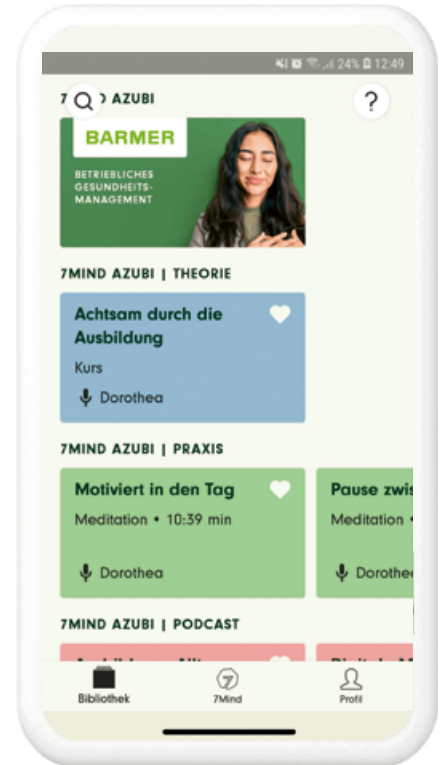 24% 12:49
7 AZUBI
?
BARMER
BETRIEBLICHES
GESUNDHEITS-
MANAGEMENT
7MIND AZUBI | THEORIE
Achtsam durch die
Ausbildung
Kurs
Dorothea
7MIND AZUBI | PRAXIS
Motiviert in den Tag
Meditation • 10:39 min
Dorothea
Pause zwis
Meditation •
Dorothe
7MIND AZUBI | PODCAST
Bibliothek
7
7Mind
Profil